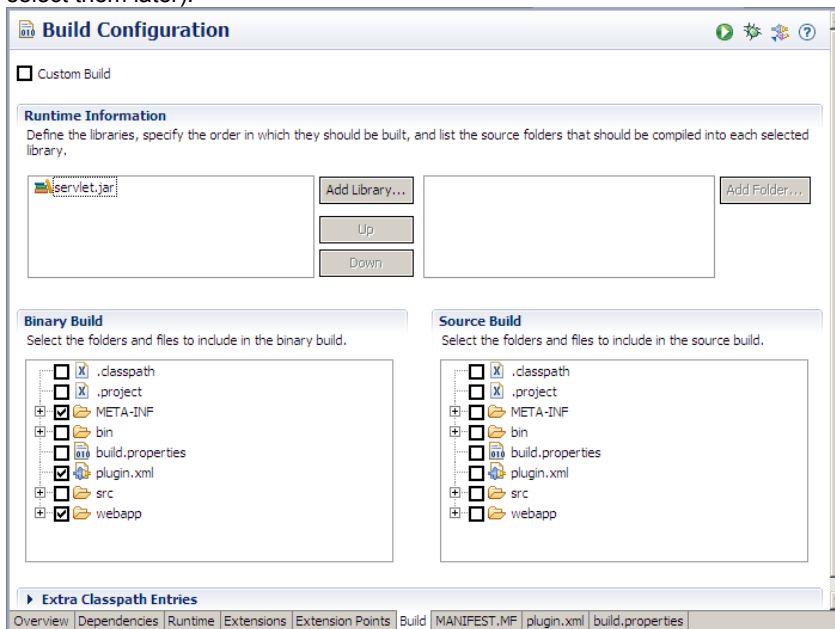 select them later).
Build Configuration
Custom Build
Runtime Information
Define the libraries, specify the order in which they should be built, and list the source folders that should be compiled into each selected
library.
servlet.jar
Add Library...
Add Folder...
Up
Down
Binary Build
Select the folders and files to include in the binary build.
.classpath
.project
META-INF
bin
build.properties
plugin.xml
src
webapp
Source Build
Select the folders and files to include in the source build.
.classpath
.project
META-INF
bin
build.properties
plugin.xml
src
webapp
Extra Classpath Entries
Overview Dependencies Runtime Extensions Extension Points Build MANIFEST.MF plugin.xml build.properties